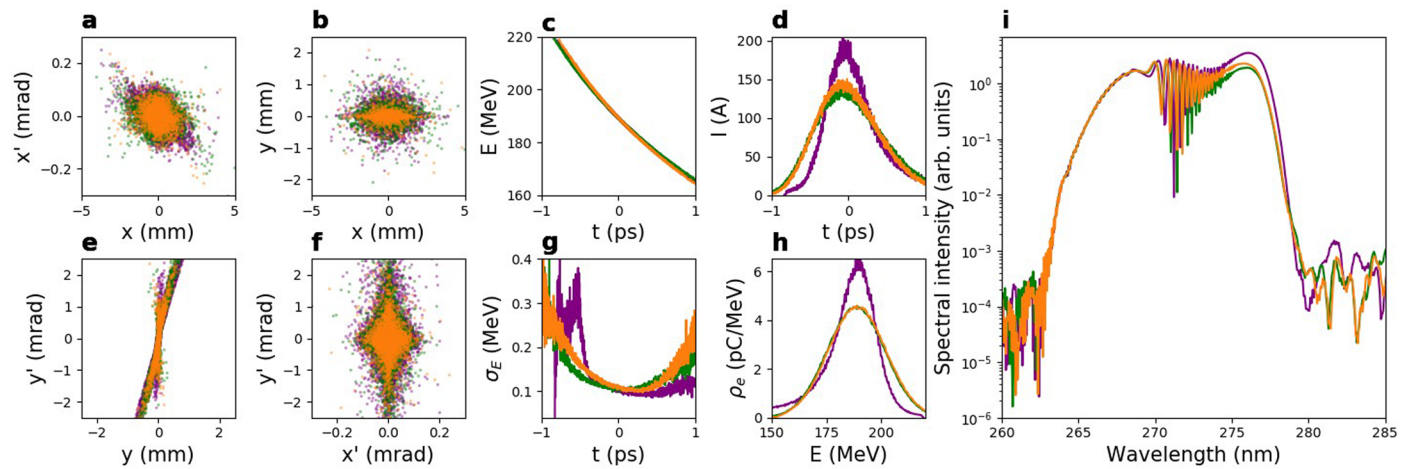 a
0.2
0.0
−0.2
−5
0
5
x' (mrad)
x (mm)
b
2
1
0
−1
−2
−5
0
5
y (mm)
x (mm)
c
220
200
180
160
−1
0
1
E (MeV)
t (ps)
d
200
150
100
50
0
−1
0
1
I (A)
t (ps)
e
2
1
0
−1
−2
−2
0
2
y' (mrad)
y (mm)
f
2
1
0
−1
−2
−0.2
0.0
0.2
y' (mrad)
x' (mrad)
g
0.4
0.3
0.2
0.1
−1
0
1
σE (MeV)
t (ps)
h
6
4
2
0
150
175
200
ρe (pC/MeV)
E (MeV)
i
10⁰
10⁻¹
10⁻²
10⁻³
10⁻⁴
10⁻⁵
10⁻⁶
260
265
270
275
280
285
Spectral intensity (arb. units)
Wavelength (nm)